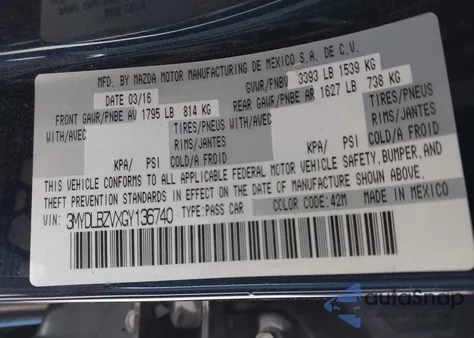 MFD. BY MAZDA MOTOR MANUFACTURING DE MEXICO S.A. DE C.V.
DATE 03/16 GVWR/PNBV 3393 LB 1539 KG
FRONT GAWR/PNBE AV 1795 LB 814 KG REAR GAWR/PNBE AR 1627 LB 738 KG
WITH/AVEC TIRES/PNEUS WITH/AVEC TIRES/PNEUS
RIMS/JANTES RIMS/JANTES
KPA/ PSI COLD/A FROID KPA/ PSI COLD/A FROID
THIS VEHICLE CONFORMS TO ALL APPLICABLE FEDERAL MOTOR VEHICLE SAFETY, BUMPER, AND
THEFT PREVENTION STANDARDS IN EFFECT ON THE DATE OF MANUFACTURE SHOWN ABOVE.
VIN: 3MYDLBZVXGY136740 TYPE:PASS CAR COLOR CODE:42M MADE IN MEXICO
autosnap